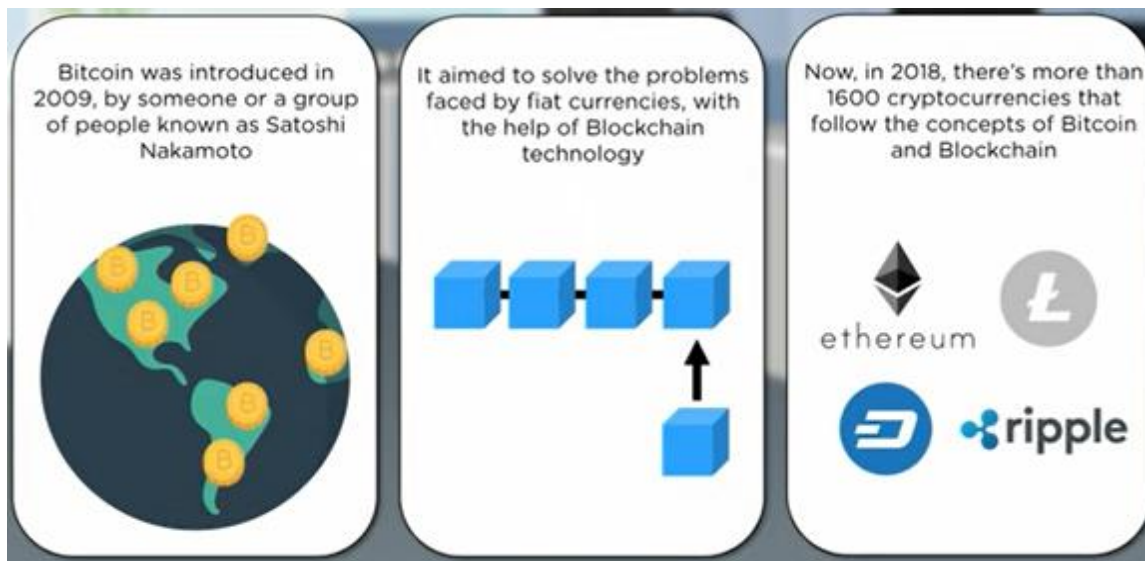 Bitcoin was introduced in
2009, by someone or a group
of people known as Satoshi
Nakamoto
It aimed to solve the problems
faced by fiat currencies, with
the help of Blockchain
technology
Now, in 2018, there's more than
1600 cryptocurrencies that
follow the concepts of Bitcoin
and Blockchain
ethereum
ripple